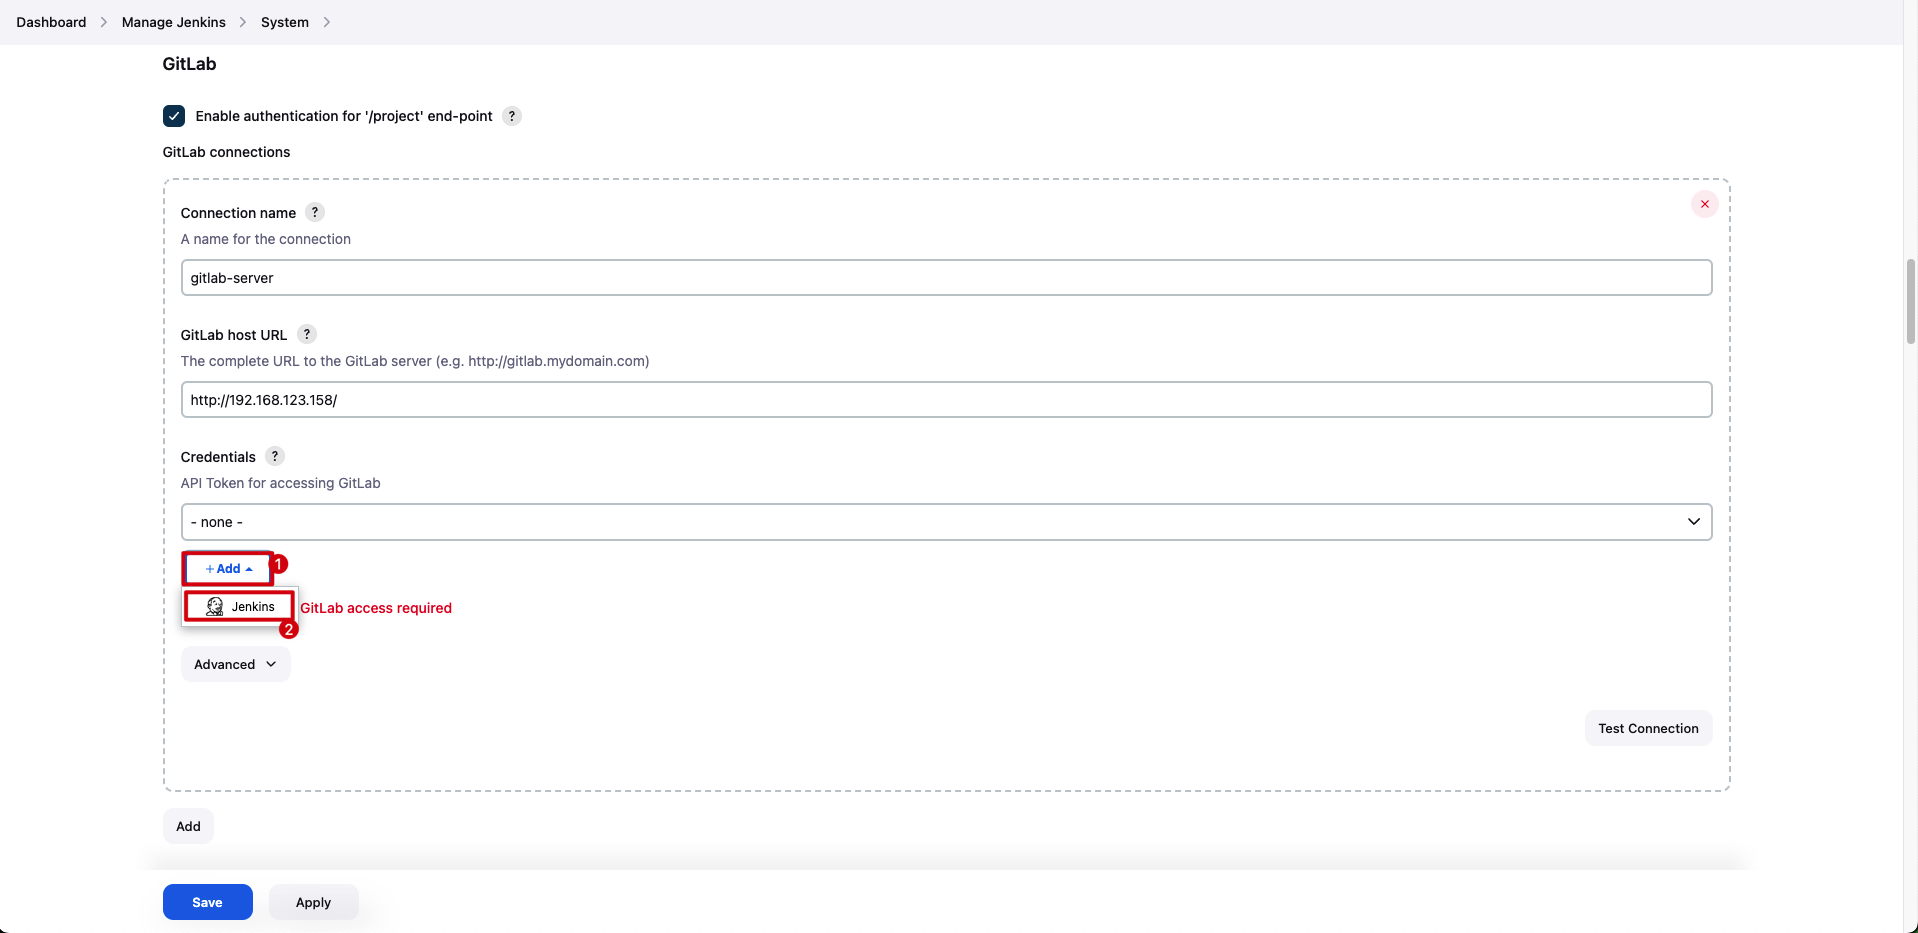 Dashboard > Manage Jenkins > System >
GitLab
Enable authentication for '/project' end-point ?
GitLab connections
Connection name ?
A name for the connection
gitlab-server
GitLab host URL ?
The complete URL to the GitLab server (e.g. http://gitlab.mydomain.com)
http://192.168.123.158/
Credentials ?
API Token for accessing GitLab
- none -
+ Add 1
Jenkins GitLab access required
2
Advanced
Test Connection
Add
Save Apply